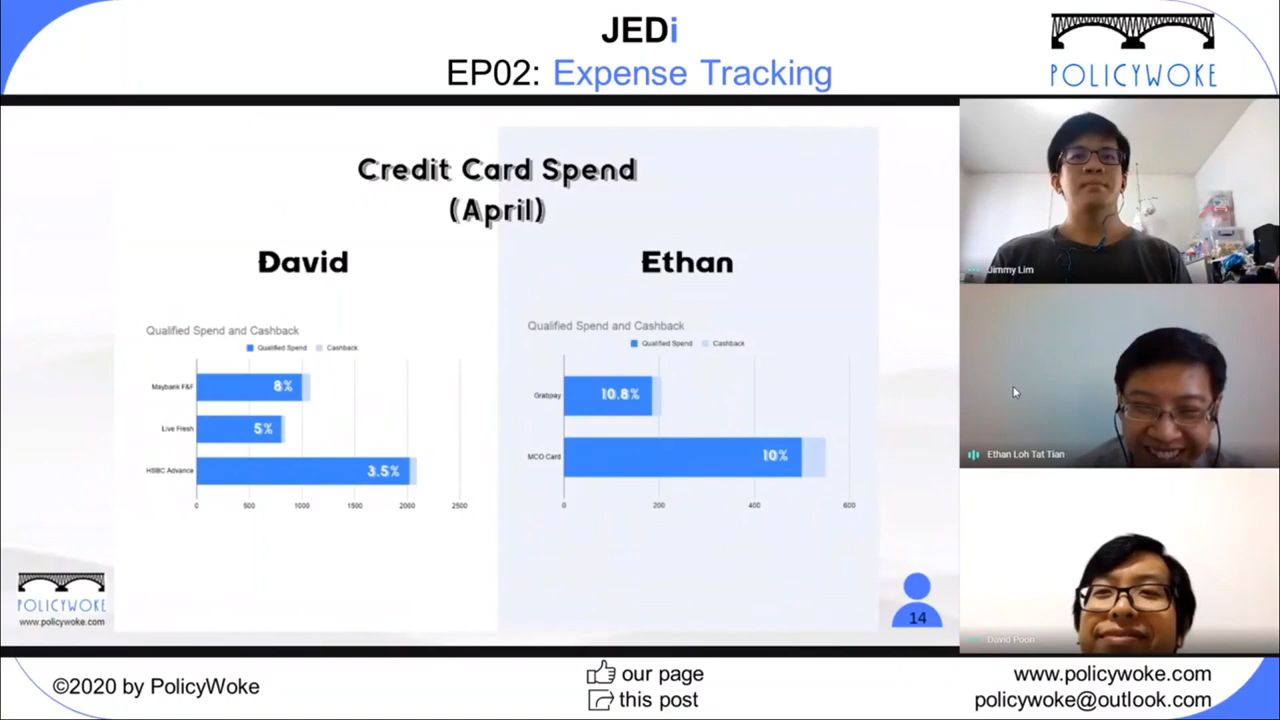 JEDi
EP02: Expense Tracking
POLICYWOKE
Credit Card Spend
(April)
David
Qualified Spend and Cashback
Qualified Spend Cashback
Maybank F&F 8%
Live Fresh 5%
HSBC Advance 3.5%
0 500 1000 1500 2000 2500
Ethan
Qualified Spend and Cashback
Qualified Spend Cashback
Grabpay 10.8%
MCO Card 10%
0 200 400 600
POLICYWOKE
www.policywoke.com
14
Jimmy Lim
Ethan Loh Tat Tian
David Poon
©2020 by PolicyWoke
our page
this post
www.policywoke.com
policywoke@outlook.com